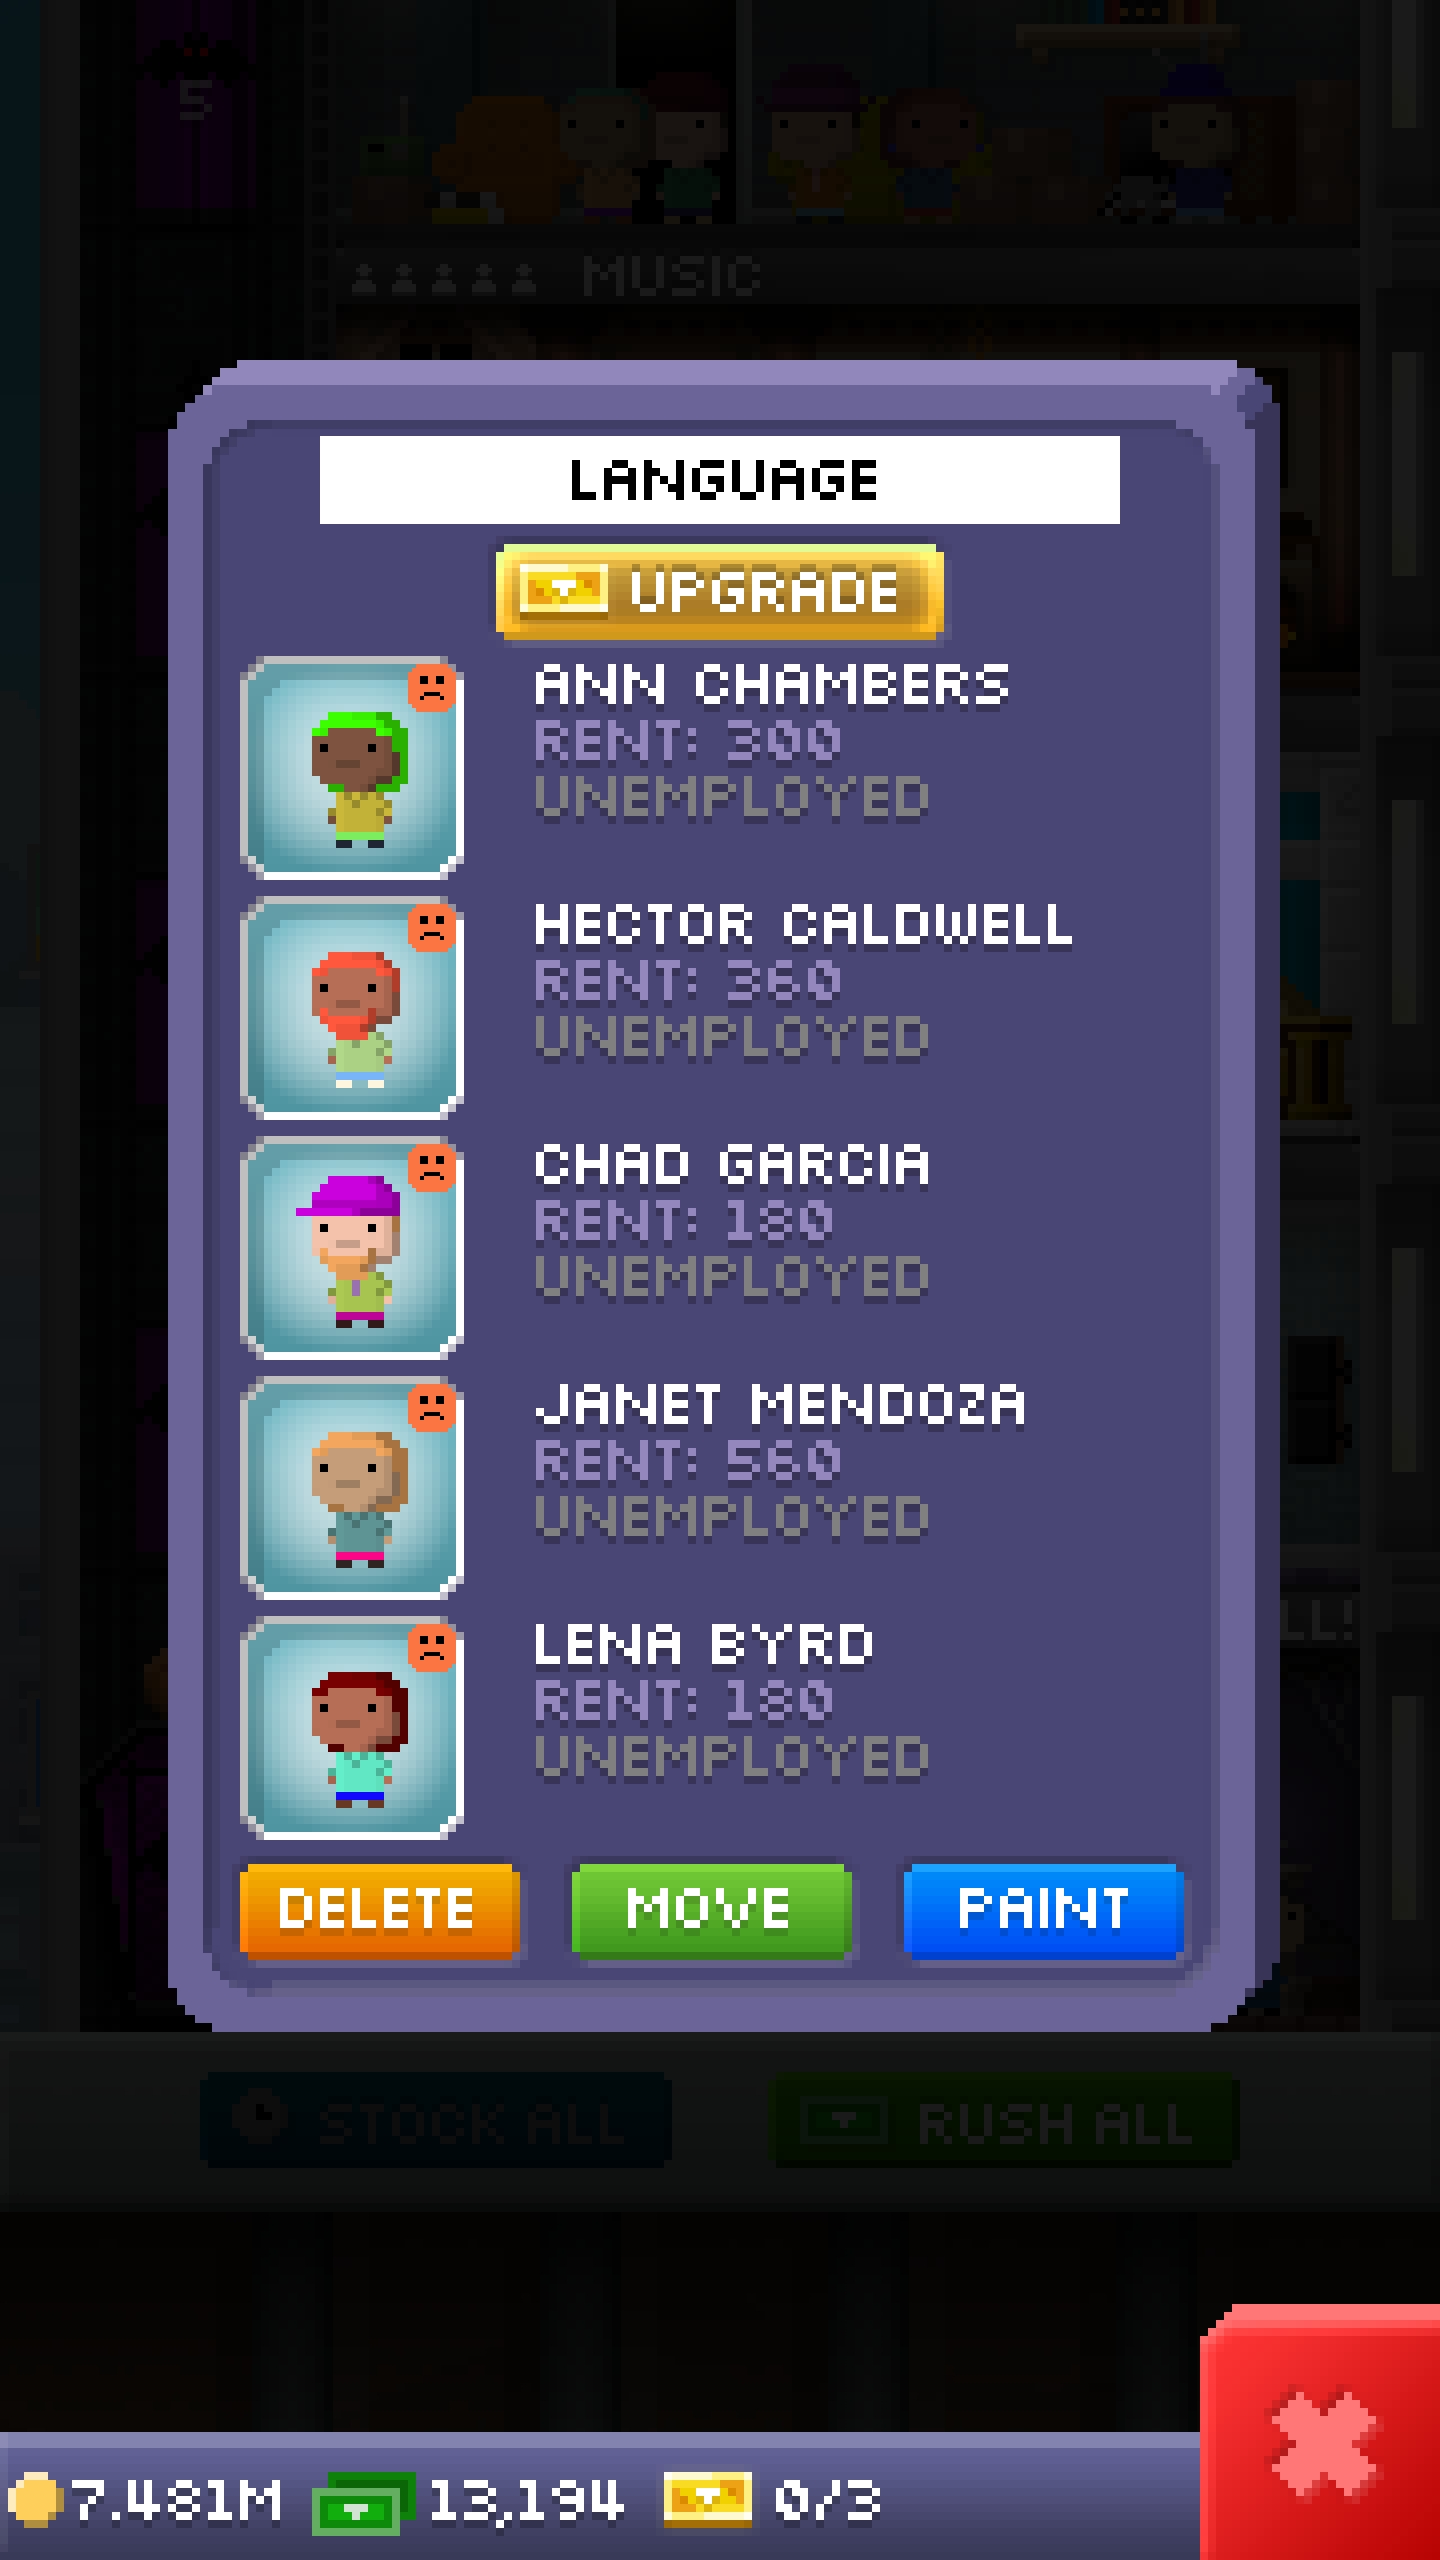 5
MUSIC
LANGUAGE
UPGRADE
ANN CHAMBERS
RENT: 300
UNEMPLOYED
HECTOR CALDWELL
RENT: 360
UNEMPLOYED
CHAD GARCIA
RENT: 180
UNEMPLOYED
JANET MENDOZA
RENT: 560
UNEMPLOYED
LENA BYRD
RENT: 180
UNEMPLOYED
DELETE MOVE PAINT
STOCK ALL RUSH ALL
7.481M 13,194 0/3